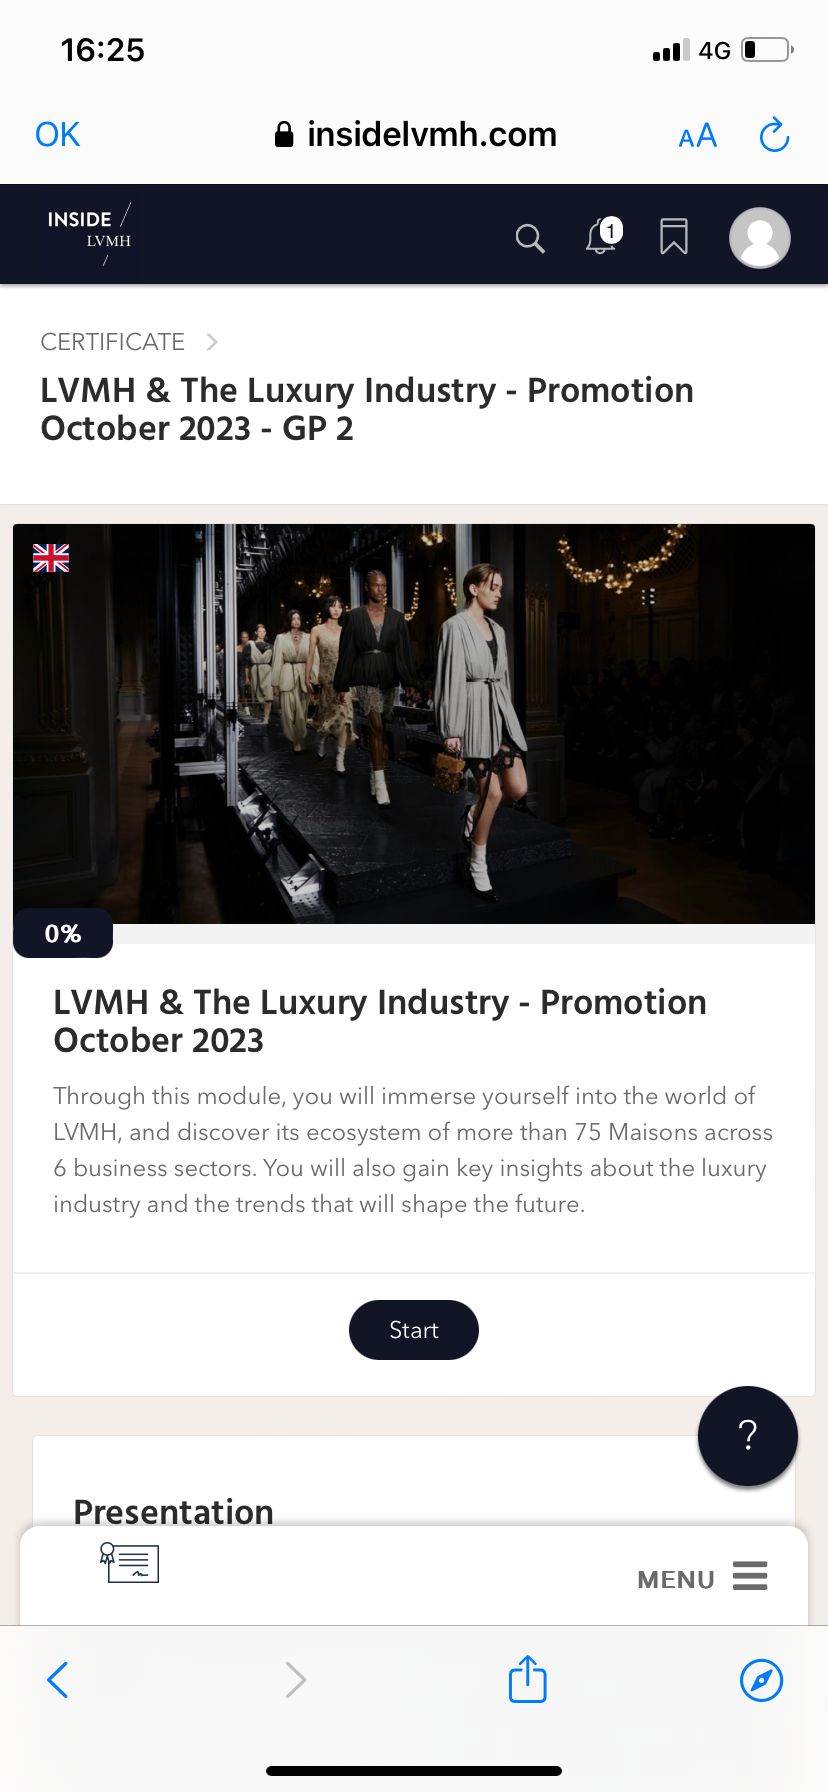 16:25
4G
OK
insidelvmh.com
AA
INSIDE
LVMH
1
CERTIFICATE
LVMH & The Luxury Industry - Promotion
October 2023 - GP 2
0%
LVMH & The Luxury Industry - Promotion
October 2023
Through this module, you will immerse yourself into the world of
LVMH, and discover its ecosystem of more than 75 Maisons across
6 business sectors. You will also gain key insights about the luxury
industry and the trends that will shape the future.
Start
?
Presentation
MENU